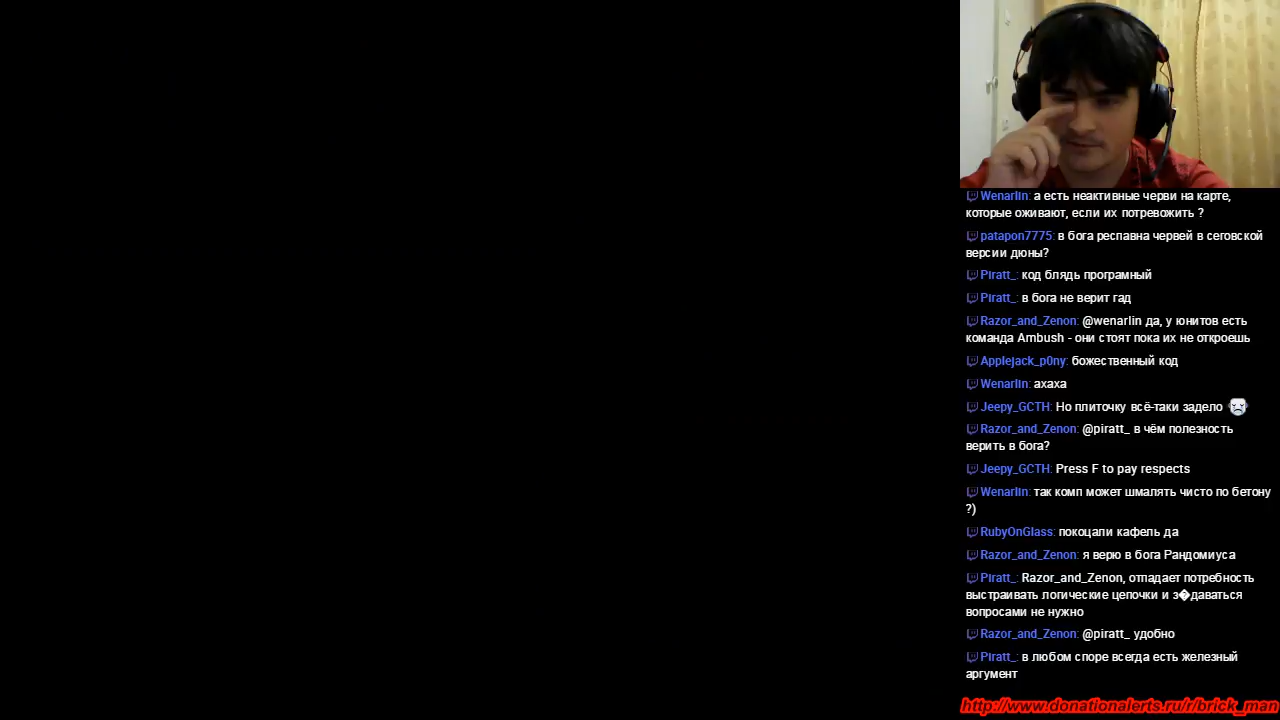 Wenarlin: а есть неактивные черви на карте,
которые оживают, если их потревожить ?
patapon7775: в бога респавна червей в сеговской
версии дюны?
Piratt_: код блядь програмный
Piratt_: в бога не верит гад
Razor_and_Zenon: @wenarlin да, у юнитов есть
команда Ambush - они стоят пока их не откроешь
Applejack_p0ny: божественный код
Wenarlin: ахаха
Jeepy_GCTH: Но плиточку всё-таки задело
Razor_and_Zenon: @piratt_ в чём полезность
верить в бога?
Jeepy_GCTH: Press F to pay respects
Wenarlin: так комп может шмалять чисто по бетону
?)
RubyOnGlass: покоцали кафель да
Razor_and_Zenon: я верю в бога Рандомиуса
Piratt_: Razor_and_Zenon, отпадает потребность
выстраивать логические цепочки и з�даваться
вопросами не нужно
Razor_and_Zenon: @piratt_ удобно
Piratt_: в любом споре всегда есть железный
аргумент
http://www.donationalerts.ru/r/brick_man